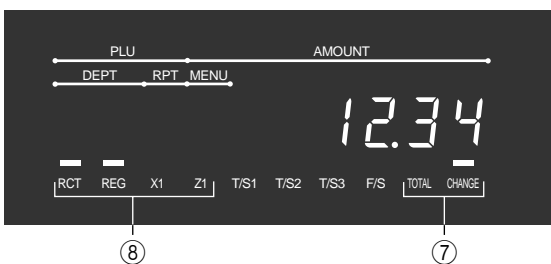 PLU AMOUNT
DEPT RPT MENU
12.34
RCT REG X1 Z1 T/S1 T/S2 T/S3 F/S TOTAL CHANGE
⑧ ⑦